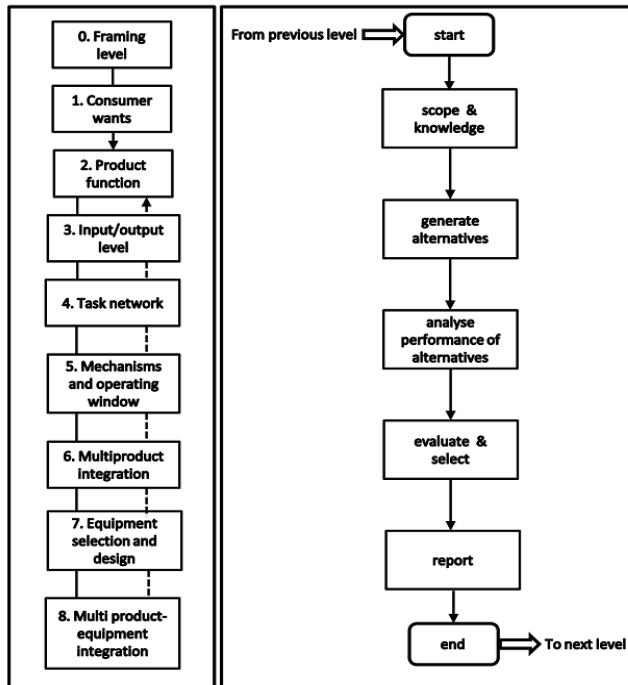 0. Framing
level
1. Consumer
wants
2. Product
function
3. Input/output
level
4. Task network
5.
Mechanisms
and operating
window
6. Multiproduct
integration
7. Equipment
selection and
design
8. Multi product-
equipment
integration
From previous level
start
scope &
knowledge
generate
alternatives
analyse
performance of
alternatives
evaluate &
select
report
end
To next level